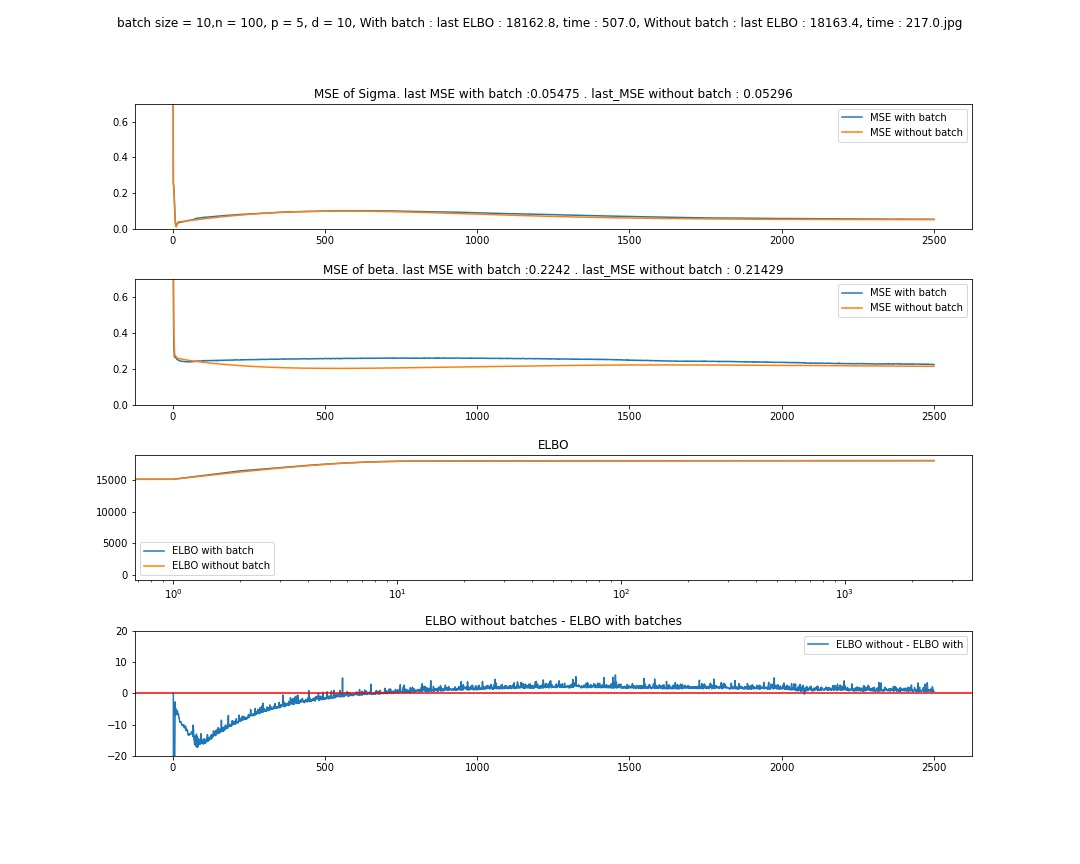 batch size = 10,n = 100, p = 5, d = 10, With batch : last ELBO : 18162.8, time : 507.0, Without batch : last ELBO : 18163.4, time : 217.0.jpg
MSE of Sigma. last MSE with batch :0.05475 . last_MSE without batch : 0.05296
0.6
0.4
0.2
0.0
MSE with batch
MSE without batch
0 500 1000 1500 2000 2500
MSE of beta. last MSE with batch :0.2242 . last_MSE without batch : 0.21429
0.6
0.4
0.2
0.0
MSE with batch
MSE without batch
0 500 1000 1500 2000 2500
ELBO
15000
10000
5000
0
ELBO with batch
ELBO without batch
10⁰ 10¹ 10² 10³
ELBO without batches - ELBO with batches
20
10
0
−10
−20
ELBO without - ELBO with
0 500 1000 1500 2000 2500